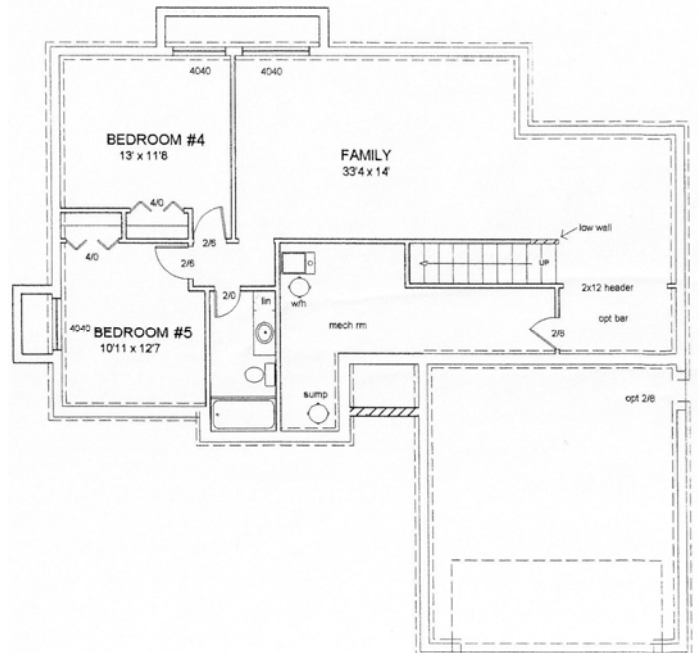 4040
4040
BEDROOM #4
13' x 11'8
FAMILY
33'4 x 14'
4/0
2/6
low wall
4/0
2/6
UP
2/0
lin
w/h
2x12 header
4040
BEDROOM #5
10'11 x 12'7
mech rm
opt bar
2/8
sump
opt 2/8